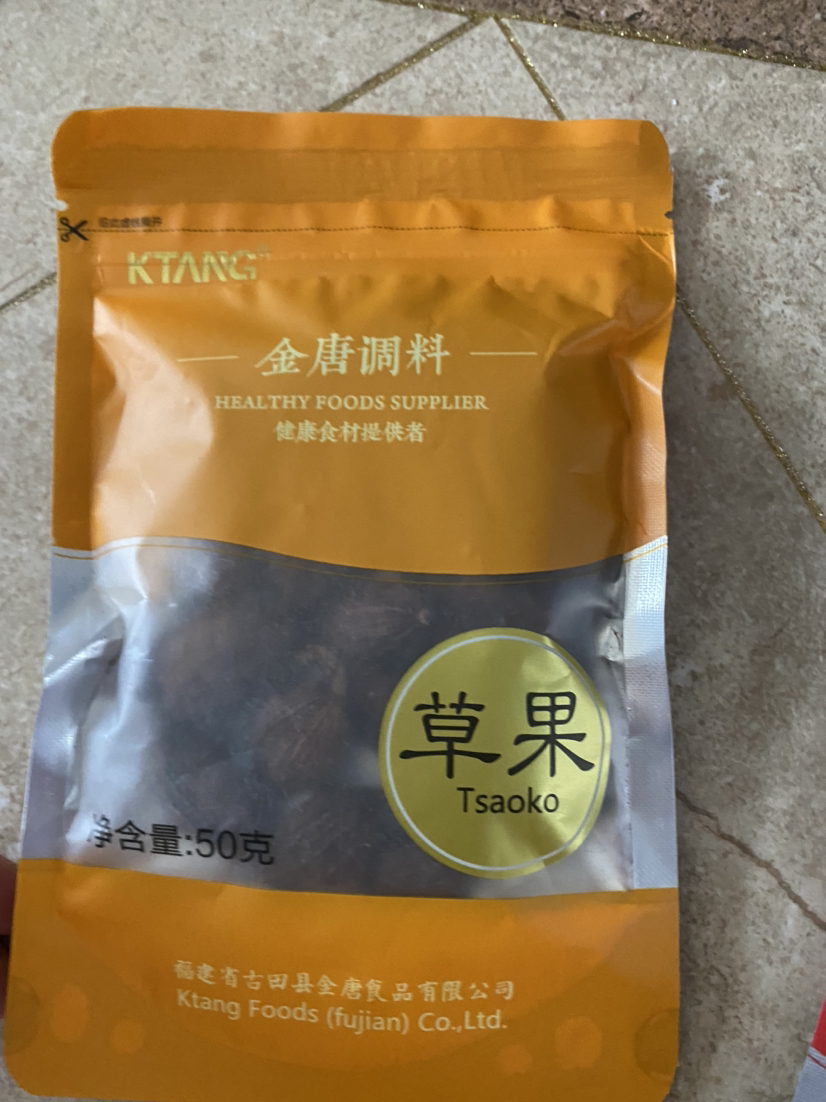 KTANG
金唐调料
HEALTHY FOODS SUPPLIER
健康食材提供者
草果
Tsaoko
净含量:50克
福建省古田县金唐食品有限公司
Ktang Foods (fujian) Co.,Ltd.